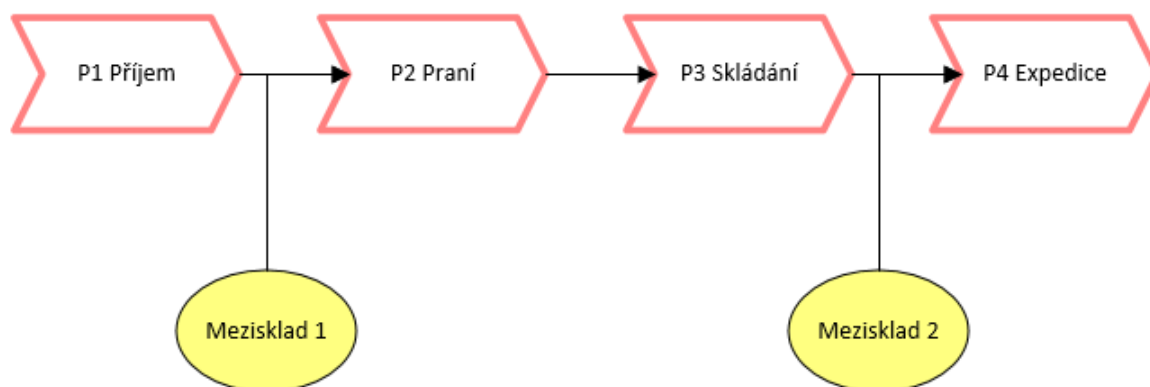 P1 Příjem
P2 Praní
P3 Skládání
P4 Expedice
Mezisklad 1
Mezisklad 2